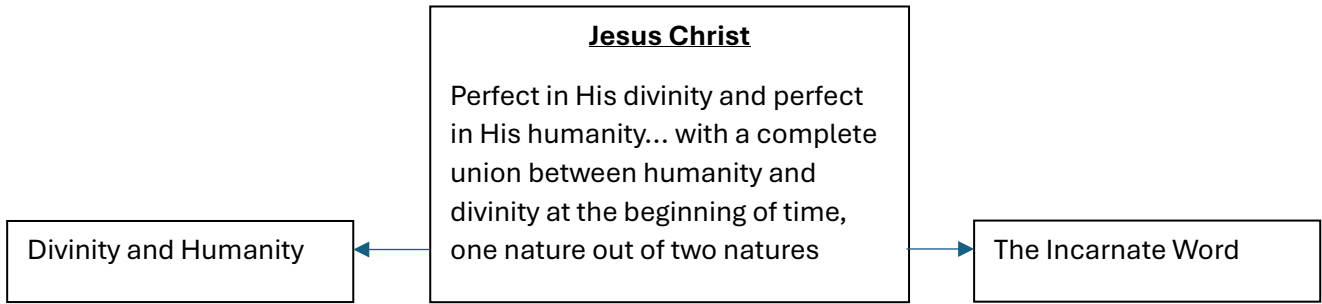 Jesus Christ
Perfect in His divinity and perfect
in His humanity... with a complete
union between humanity and
divinity at the beginning of time,
one nature out of two natures
Divinity and Humanity
The Incarnate Word